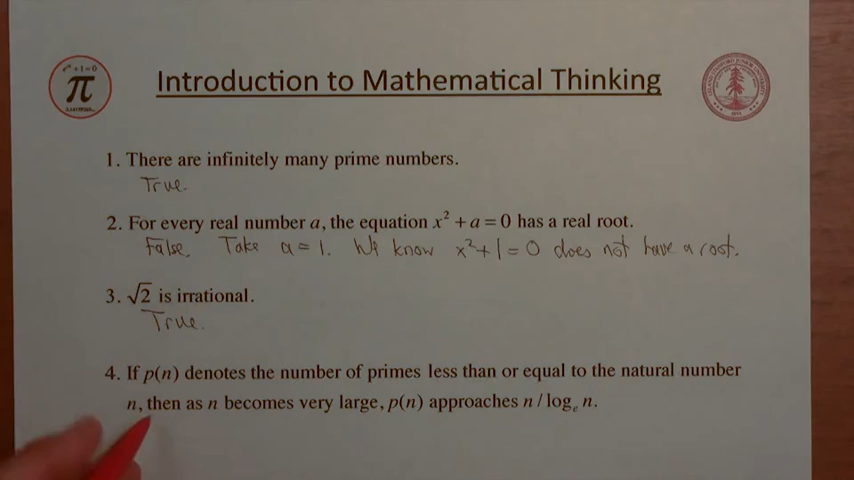 e^iπ + 1 = 0
π
Introduction to Mathematical Thinking
1. There are infinitely many prime numbers.
True.
2. For every real number a, the equation x² + a = 0 has a real root.
False. Take a = 1. We know x² + 1 = 0 does not have a root.
3. √2 is irrational.
True.
4. If p(n) denotes the number of primes less than or equal to the natural number
n, then as n becomes very large, p(n) approaches n / logₑ n.